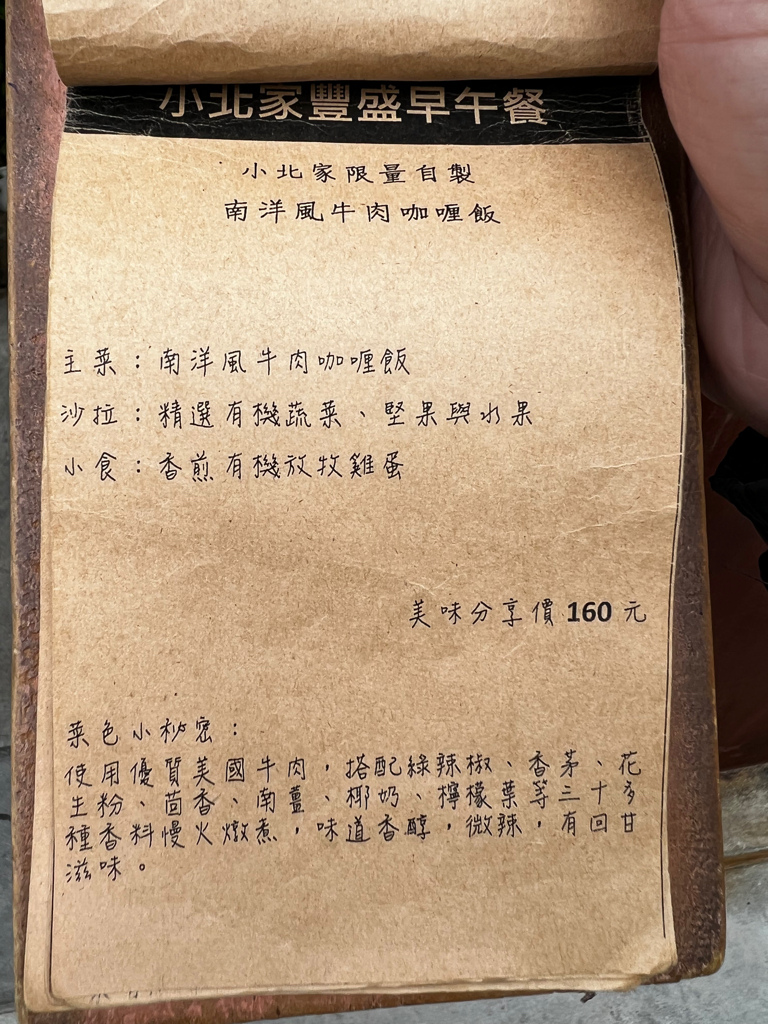 小北家豐盛早午餐
小北家限量自製
南洋風牛肉咖喱飯
主菜：南洋風牛肉咖喱飯
沙拉：精選有機蔬菜、堅果與水果
小食：香煎有機放牧雞蛋
美味分享價 160 元
菜色小秘密：
使用優質美國牛肉，搭配綠辣椒、香茅、花
生粉、茴香、南薑、椰奶、檸檬葉等三十多
種香料慢火燉煮，味道香醇，微辣，有回甘
滋味。